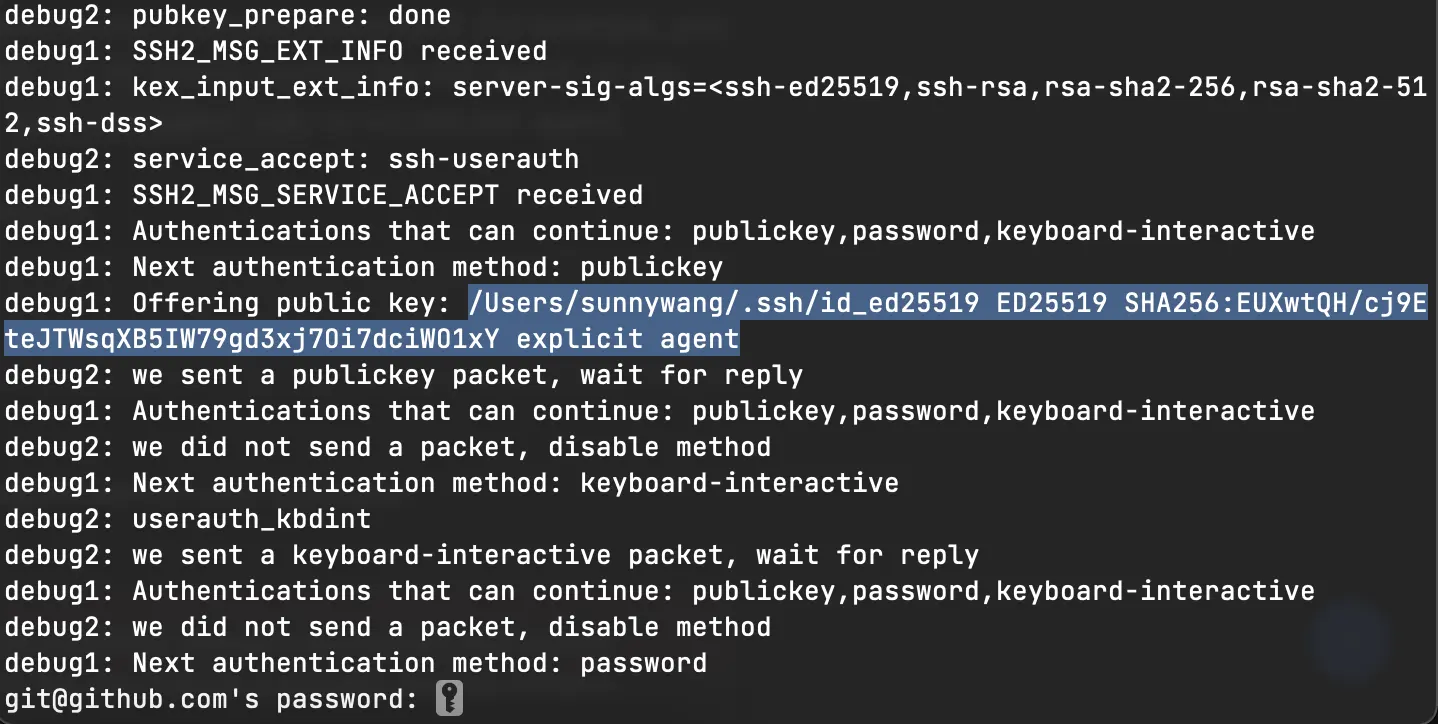 debug2: pubkey_prepare: done
debug1: SSH2_MSG_EXT_INFO received
debug1: kex_input_ext_info: server-sig-algs=<ssh-ed25519,ssh-rsa,rsa-sha2-256,rsa-sha2-51
2,ssh-dss>
debug2: service_accept: ssh-userauth
debug1: SSH2_MSG_SERVICE_ACCEPT received
debug1: Authentications that can continue: publickey,password,keyboard-interactive
debug1: Next authentication method: publickey
debug1: Offering public key: /Users/sunnywang/.ssh/id_ed25519 ED25519 SHA256:EUXwtQH/cj9E
teJTWsqXB5IW79gd3xj7Oi7dciWO1xY explicit agent
debug2: we sent a publickey packet, wait for reply
debug1: Authentications that can continue: publickey,password,keyboard-interactive
debug2: we did not send a packet, disable method
debug1: Next authentication method: keyboard-interactive
debug2: userauth_kbdint
debug2: we sent a keyboard-interactive packet, wait for reply
debug1: Authentications that can continue: publickey,password,keyboard-interactive
debug2: we did not send a packet, disable method
debug1: Next authentication method: password
git@github.com's password: